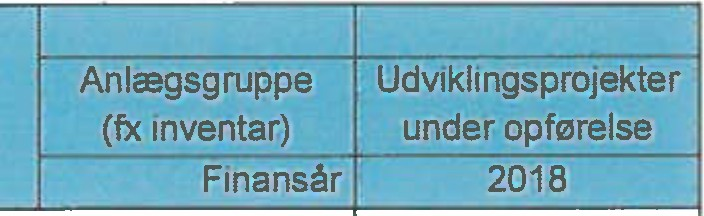 Anlægsgruppe
(fx inventar)
Udviklingsprojekter
under opførelse
Finansår
2018